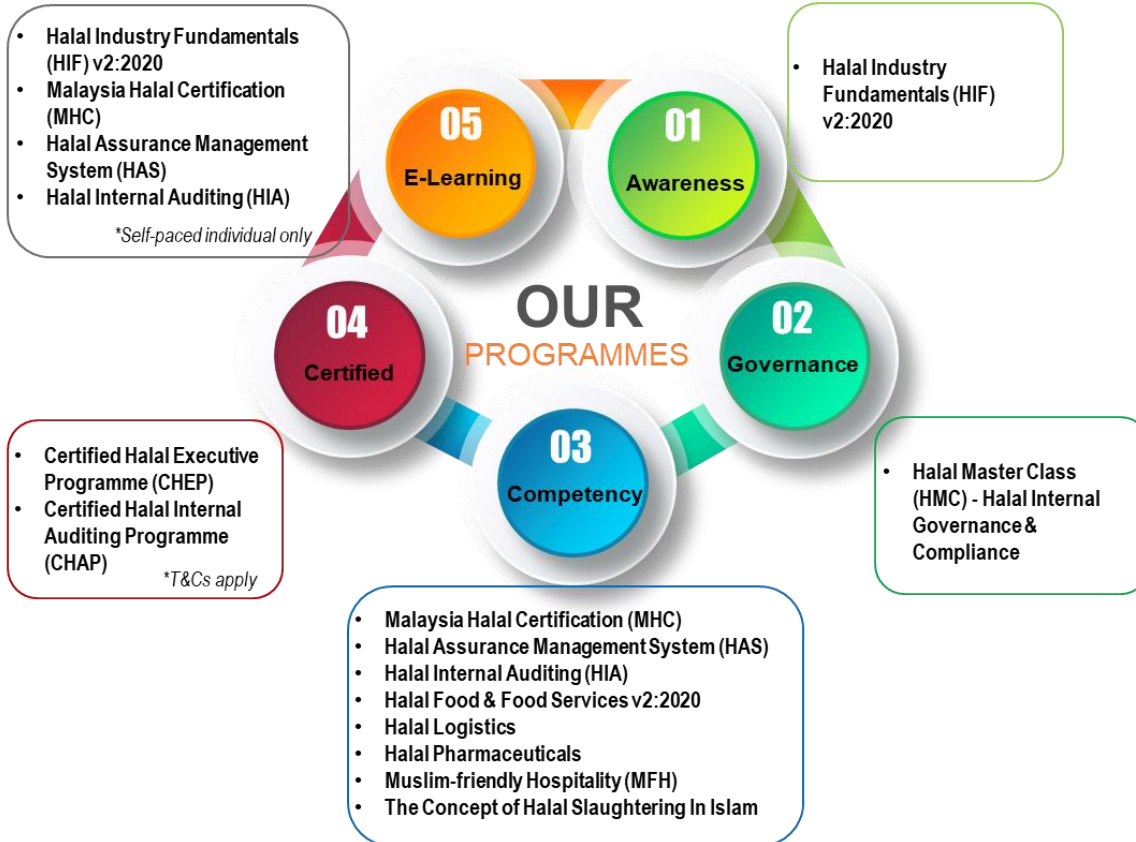 OUR
PROGRAMMES
01
Awareness
• Halal Industry
Fundamentals (HIF)
v2:2020
02
Governance
• Halal Master Class
(HMC) - Halal Internal
Governance &
Compliance
03
Competency
• Malaysia Halal Certification (MHC)
• Halal Assurance Management System (HAS)
• Halal Internal Auditing (HIA)
• Halal Food & Food Services v2:2020
• Halal Logistics
• Halal Pharmaceuticals
• Muslim-friendly Hospitality (MFH)
• The Concept of Halal Slaughtering In Islam
04
Certified
• Certified Halal Executive
Programme (CHEP)
• Certified Halal Internal
Auditing Programme
(CHAP)
*T&Cs apply
05
E-Learning
• Halal Industry Fundamentals
(HIF) v2:2020
• Malaysia Halal Certification
(MHC)
• Halal Assurance Management
System (HAS)
• Halal Internal Auditing (HIA)
*Self-paced individual only